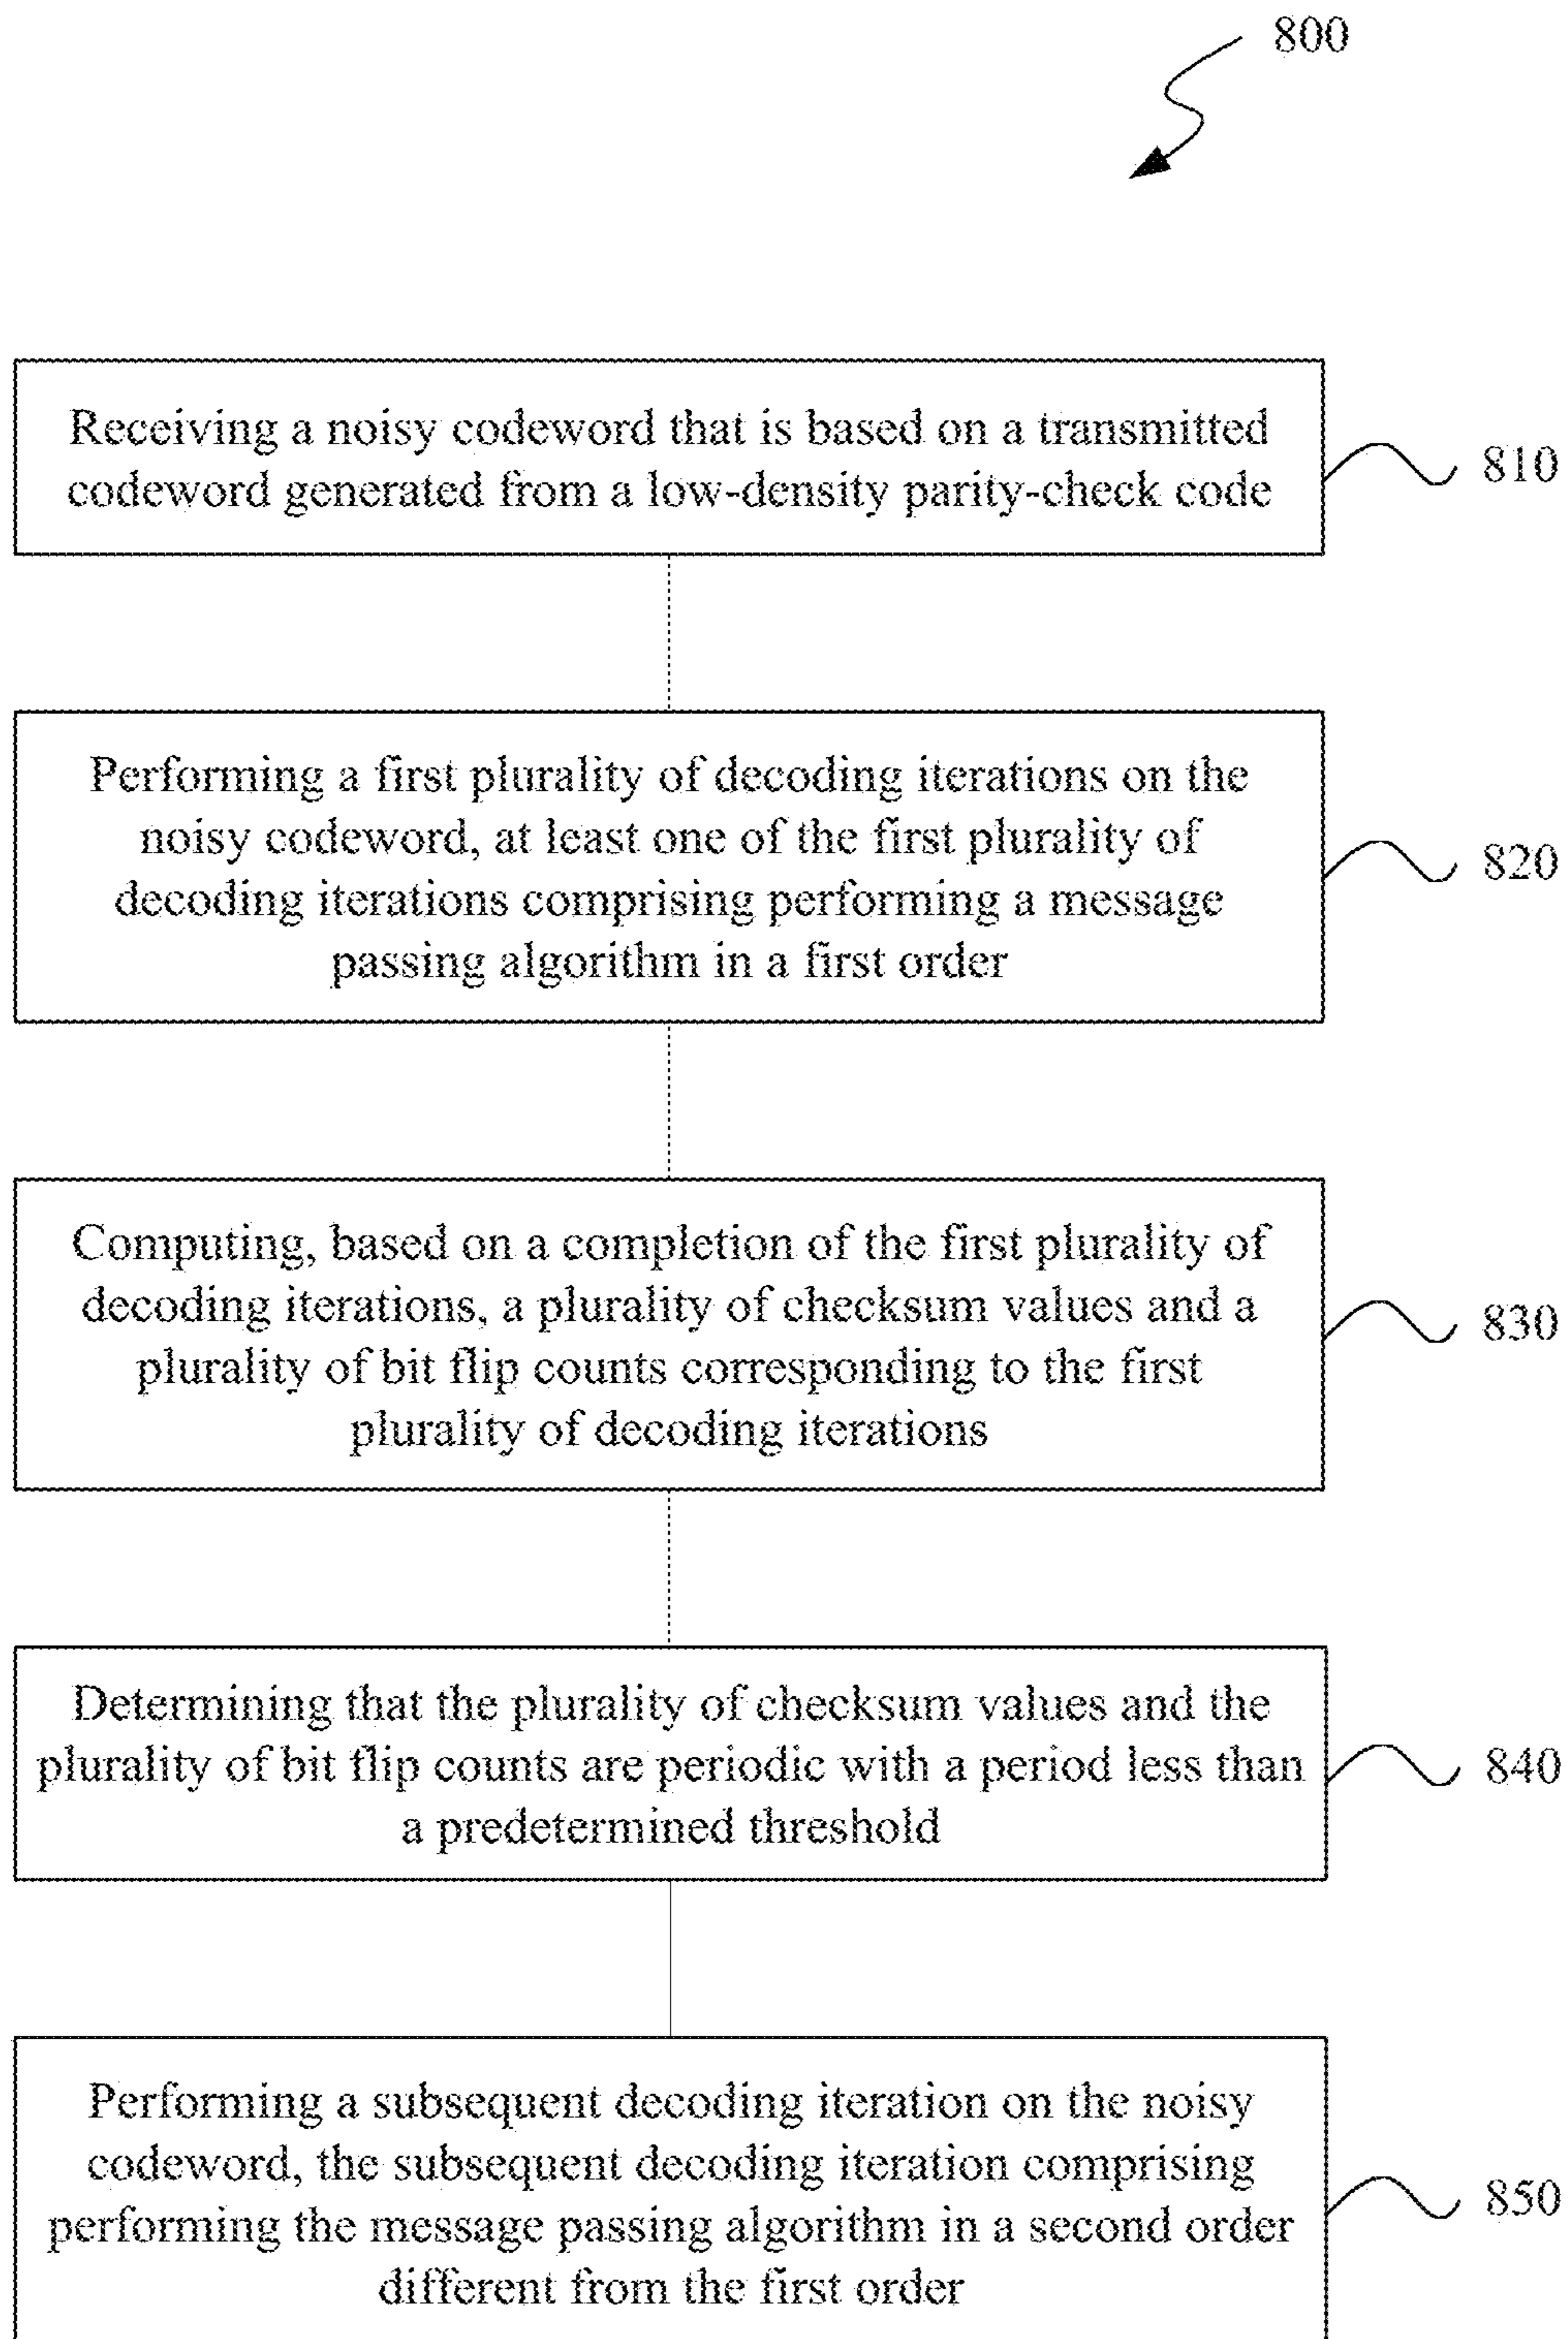 800
Receiving a noisy codeword that is based on a transmitted
codeword generated from a low-density parity-check code
810
Performing a first plurality of decoding iterations on the
noisy codeword, at least one of the first plurality of
decoding iterations comprising performing a message
passing algorithm in a first order
820
Computing, based on a completion of the first plurality of
decoding iterations, a plurality of checksum values and a
plurality of bit flip counts corresponding to the first
plurality of decoding iterations
830
Determining that the plurality of checksum values and the
plurality of bit flip counts are periodic with a period less than
a predetermined threshold
840
Performing a subsequent decoding iteration on the noisy
codeword, the subsequent decoding iteration comprising
performing the message passing algorithm in a second order
different from the first order
850